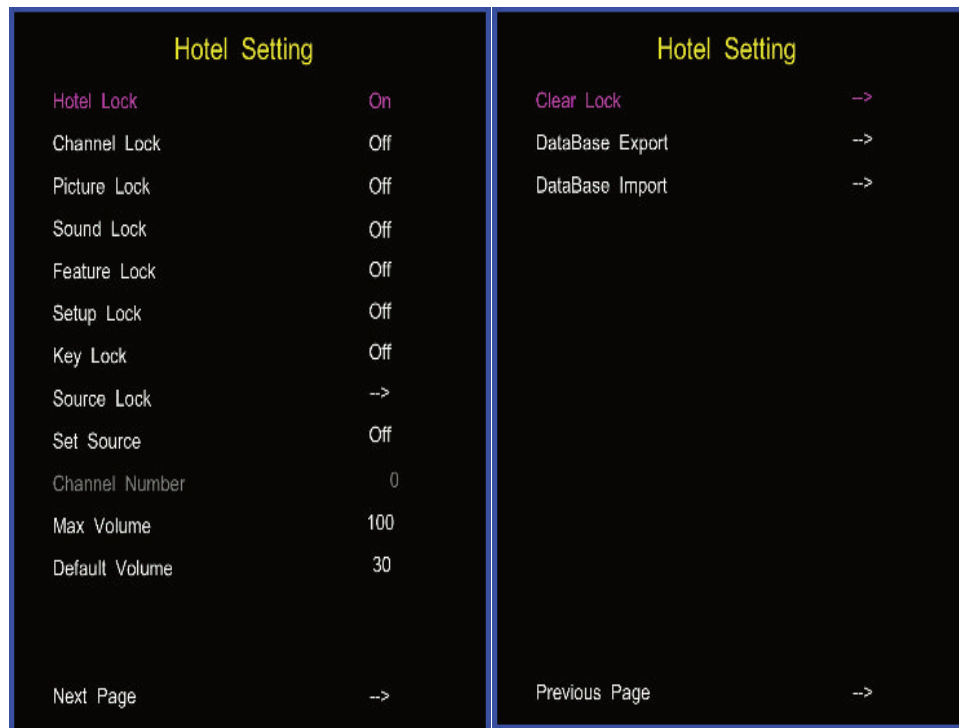 Hotel Setting
Hotel Lock On
Channel Lock Off
Picture Lock Off
Sound Lock Off
Feature Lock Off
Setup Lock Off
Key Lock Off
Source Lock -->
Set Source Off
Channel Number 0
Max Volume 100
Default Volume 30
Next Page -->
Hotel Setting
Clear Lock -->
DataBase Export -->
DataBase Import -->
Previous Page -->